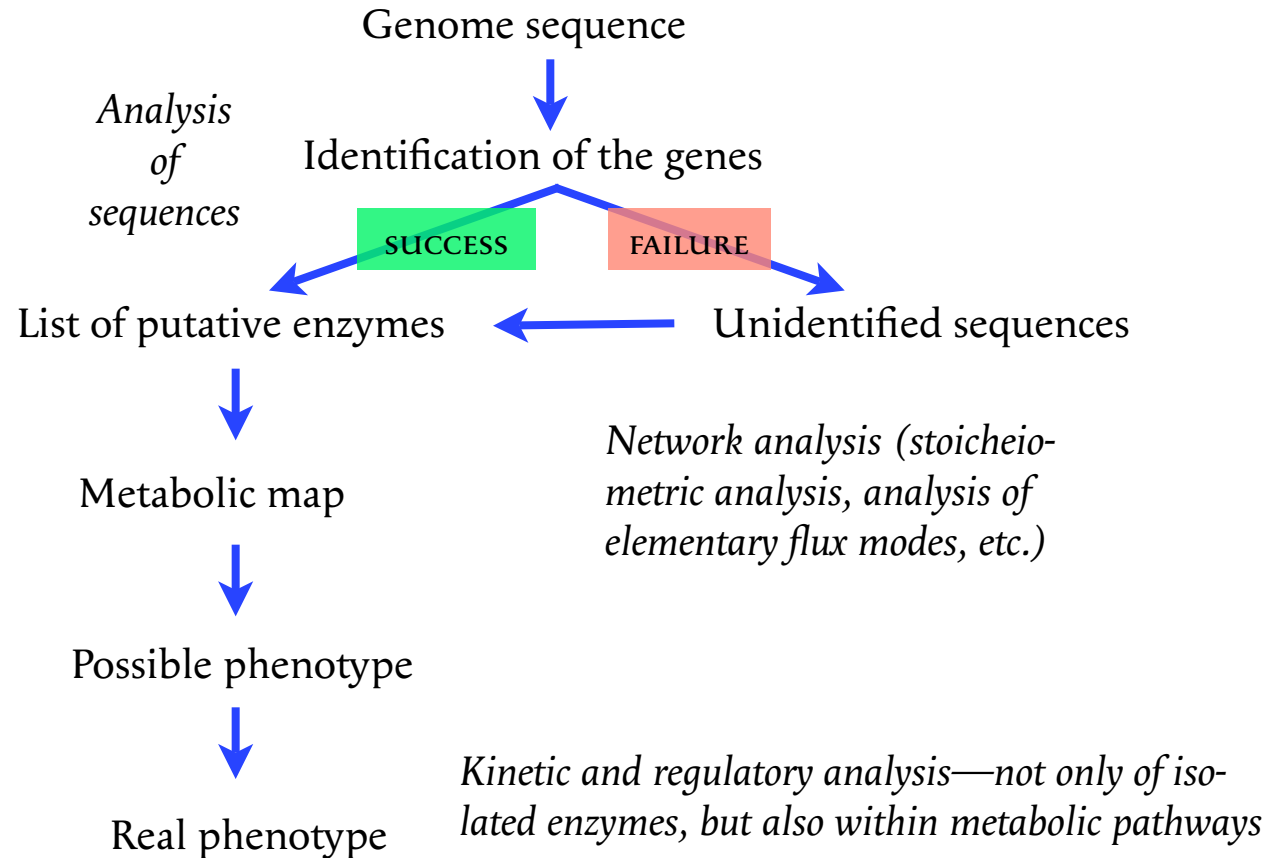 Genome sequence
Analysis
of
sequences
Identification of the genes
SUCCESS
FAILURE
List of putative enzymes
Unidentified sequences
Network analysis (stoicheio-
metric analysis, analysis of
elementary flux modes, etc.)
Metabolic map
Possible phenotype
Kinetic and regulatory analysis—not only of iso-
lated enzymes, but also within metabolic pathways
Real phenotype